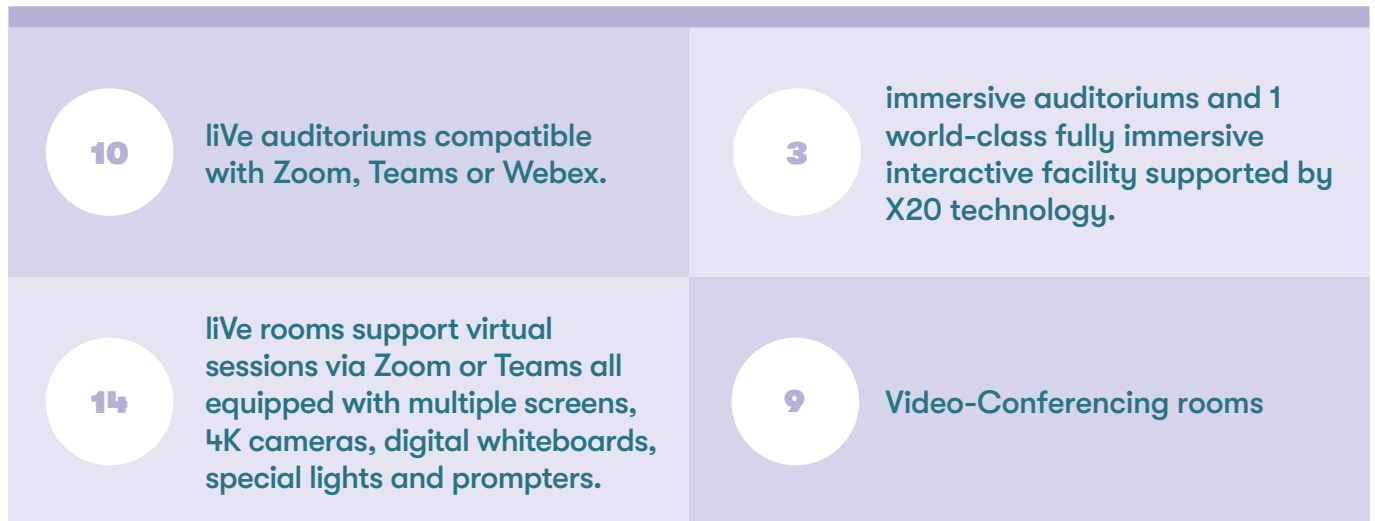 10
liVe auditoriums compatible
with Zoom, Teams or Webex.
3
immersive auditoriums and 1
world-class fully immersive
interactive facility supported by
X20 technology.
14
liVe rooms support virtual
sessions via Zoom or Teams all
equipped with multiple screens,
4K cameras, digital whiteboards,
special lights and prompters.
9
Video-Conferencing rooms